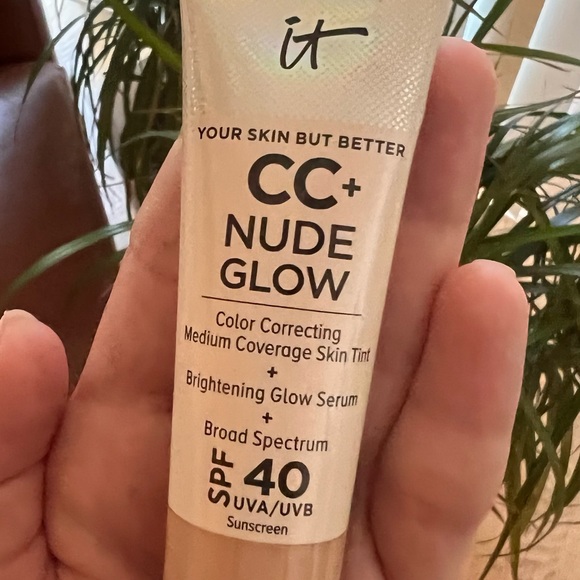 it
YOUR SKIN BUT BETTER
CC+
NUDE
GLOW
Color Correcting
Medium Coverage Skin Tint
+
Brightening Glow Serum
+
Broad Spectrum
SPF 40
UVA/UVB
Sunscreen